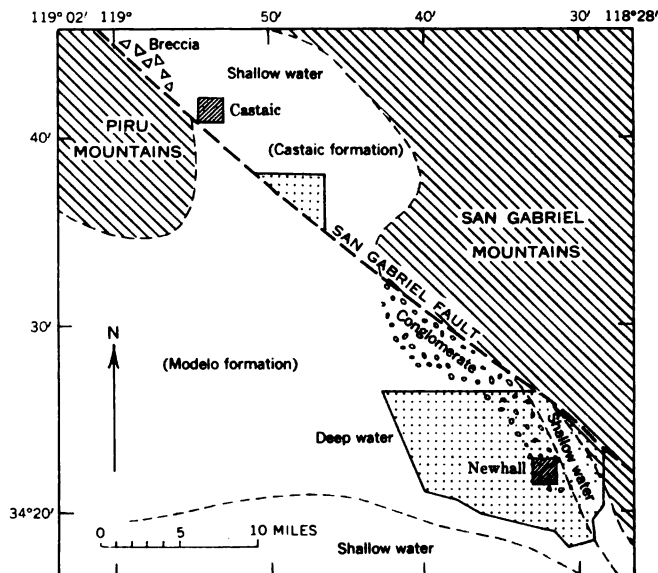 119°02' 119° 50' 40' 30' 118°28'
Breccia
Shallow water
Castaic
40'
PIRU
MOUNTAINS
(Castaic formation)
SAN GABRIEL
MOUNTAINS
SAN GABRIEL FAULT
30'
N
Conglomerate
(Modelo formation)
Deep water
Shallow water
Newhall
34°20'
0 5 10 MILES
Shallow water